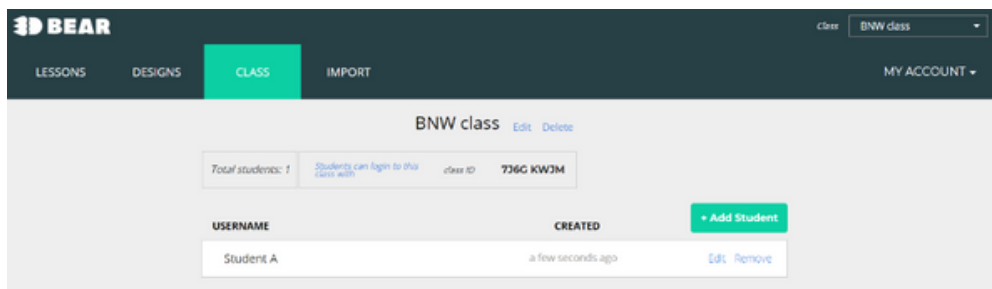 3D BEAR
Class BNW class
LESSONS DESIGNS CLASS IMPORT MY ACCOUNT
BNW class Edit Delete
Total students: 1 Students can login to this class with class ID 7J6G KWJM
+ Add Student
USERNAME CREATED
Student A a few seconds ago Edit Remove